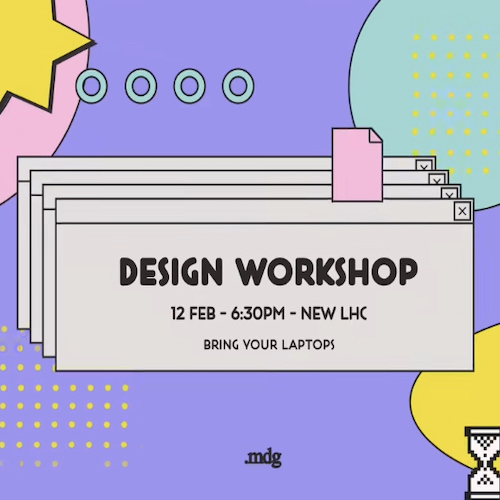 DESIGN WORKSHOP
12 FEB - 6:30PM - NEW LHC
BRING YOUR LAPTOPS
.mdg